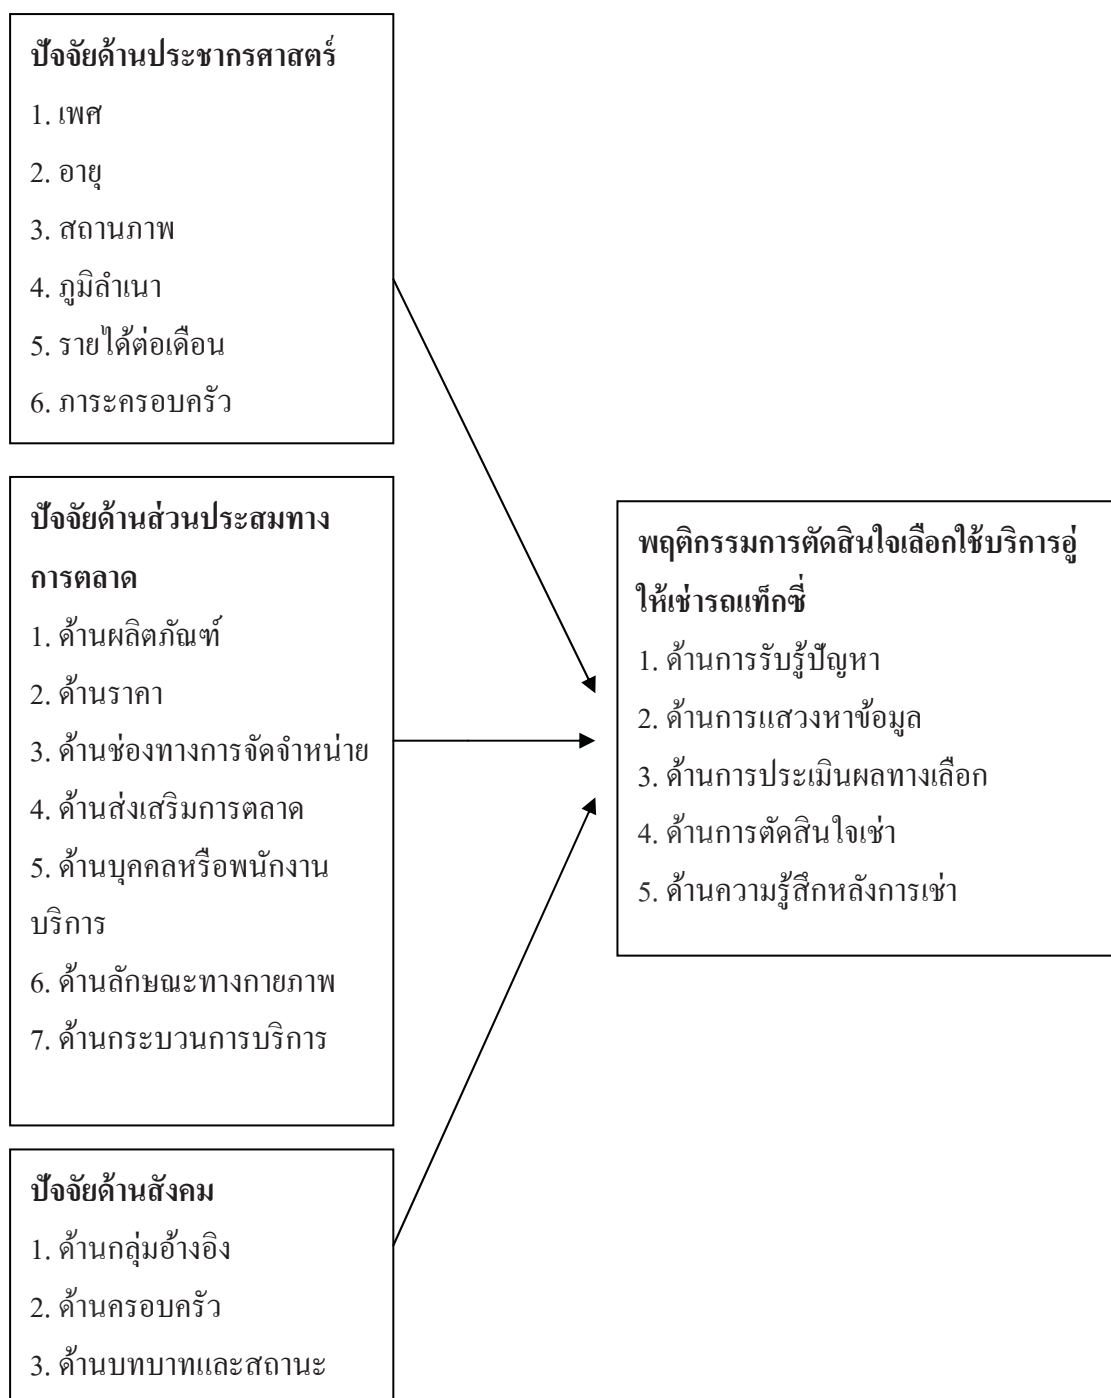 ปัจจัยด้านประชากรศาสตร์
1. เพศ
2. อายุ
3. สถานภาพ
4. ภูมิลำเนา
5. รายได้ต่อเดือน
6. ภาระครอบครัว
ปัจจัยด้านส่วนประสมทาง
การตลาด
1. ด้านผลิตภัณฑ์
2. ด้านราคา
3. ด้านช่องทางการจัดจำหน่าย
4. ด้านส่งเสริมการตลาด
5. ด้านบุคคลหรือพนักงาน
บริการ
6. ด้านลักษณะทางกายภาพ
7. ด้านกระบวนการบริการ
ปัจจัยด้านสังคม
1. ด้านกลุ่มอ้างอิง
2. ด้านครอบครัว
3. ด้านบทบาทและสถานะ
พฤติกรรมการตัดสินใจเลือกใช้บริการอู่
ให้เช่ารถแท็กซี่
1. ด้านการรับรู้ปัญหา
2. ด้านการแสวงหาข้อมูล
3. ด้านการประเมินผลทางเลือก
4. ด้านการตัดสินใจเช่า
5. ด้านความรู้สึกหลังการเช่า